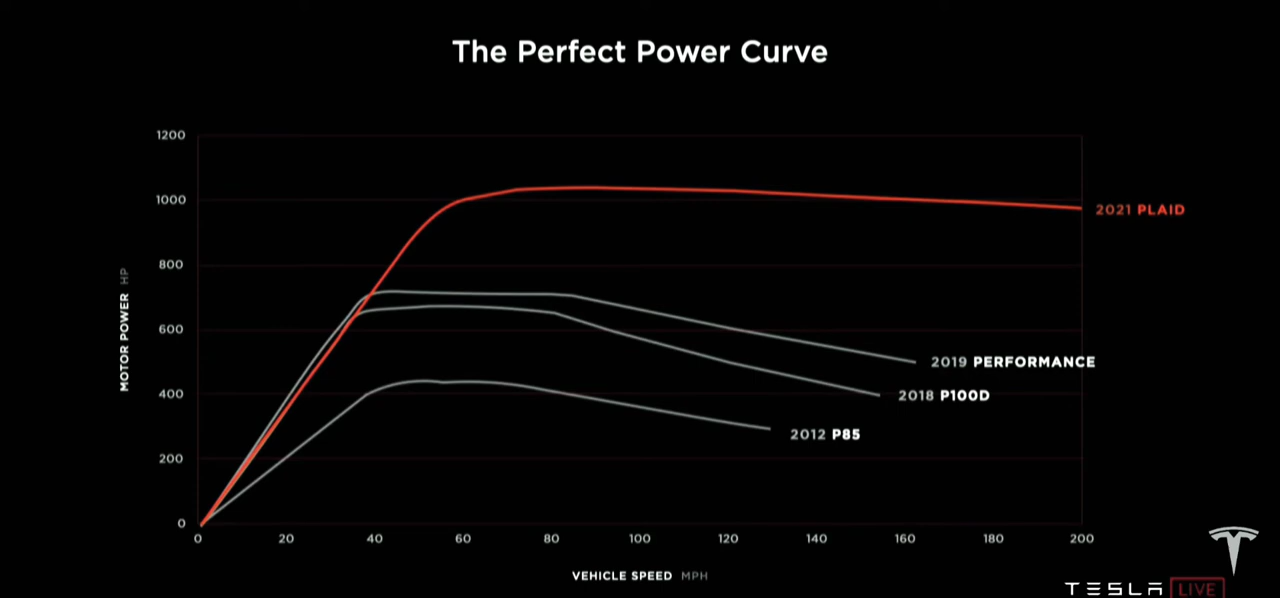 The Perfect Power Curve
1200
1000
800
600
400
200
0
MOTOR POWER HP
0 20 40 60 80 100 120 140 160 180 200
VEHICLE SPEED MPH
2021 PLAID
2019 PERFORMANCE
2018 P100D
2012 P85
TESLA LIVE